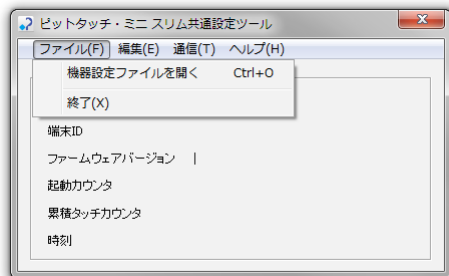 ピットタッチ・ミニ スリム共通設定ツール
ファイル(F) 編集(E) 通信(T) ヘルプ(H)
機器設定ファイルを開く Ctrl+O
終了(X)
端末ID
ファームウェアバージョン |
起動カウンタ
累積タッチカウンタ
時刻